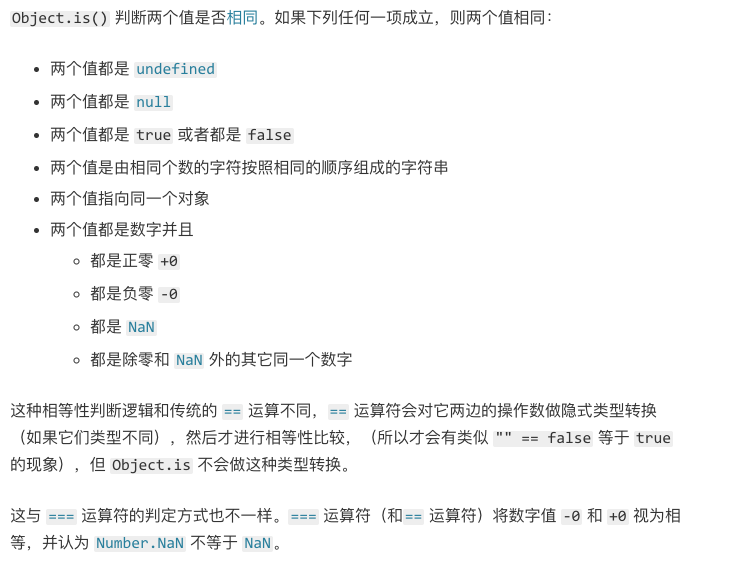 Object.is() 判断两个值是否相同。如果下列任何一项成立，则两个值相同：
• 两个值都是 undefined
• 两个值都是 null
• 两个值都是 true 或者都是 false
• 两个值是由相同个数的字符按照相同的顺序组成的字符串
• 两个值指向同一个对象
• 两个值都是数字并且
◦ 都是正零 +0
◦ 都是负零 -0
◦ 都是 NaN
◦ 都是除零和 NaN 外的其它同一个数字
这种相等性判断逻辑和传统的 == 运算不同，== 运算符会对它两边的操作数做隐式类型转换
（如果它们类型不同），然后才进行相等性比较，（所以才会有类似 "" == false 等于 true
的现象），但 Object.is 不会做这种类型转换。
这与 === 运算符的判定方式也不一样。=== 运算符（和== 运算符）将数字值 -0 和 +0 视为相
等，并认为 Number.NaN 不等于 NaN。